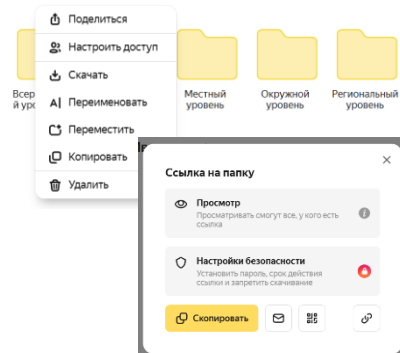 Поделиться
Настроить доступ
Скачать
Переименовать
Переместить
Копировать
Удалить
Местный
уровень
Окружной
уровень
Региональный
уровень
Ссылка на папку
Просмотр
Просматривать смогут все, у кого есть
ссылка
Настройки безопасности
Установить пароль, срок действия
ссылки и запретить скачивание
Скопировать